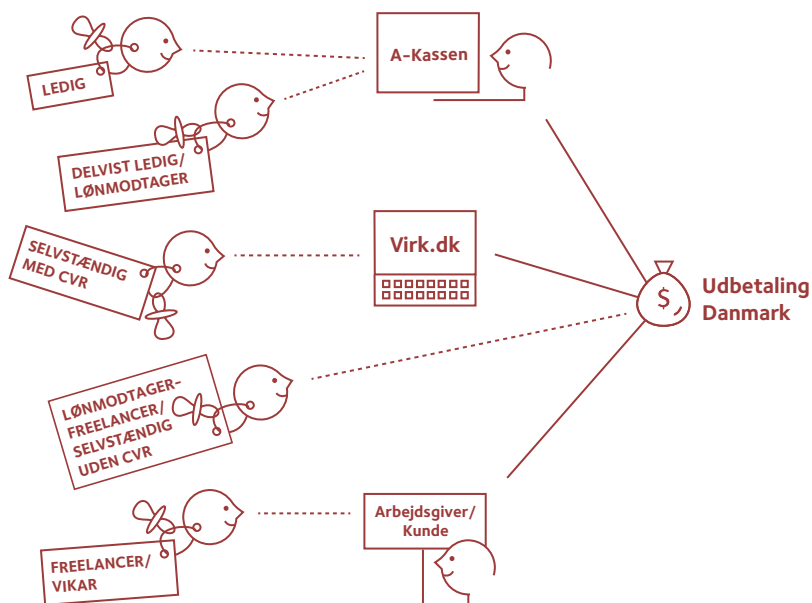 LEDIG
A-Kassen
DELVIST LEDIG/
LØNMODTAGER
SELVSTÆNDIG
MED CVR
Virk.dk
$
Udbetaling
Danmark
LØNMODTAGER-
FREELANCER/
SELVSTÆNDIG
UDEN CVR
Arbejdsgiver/
Kunde
FREELANCER/
VIKAR